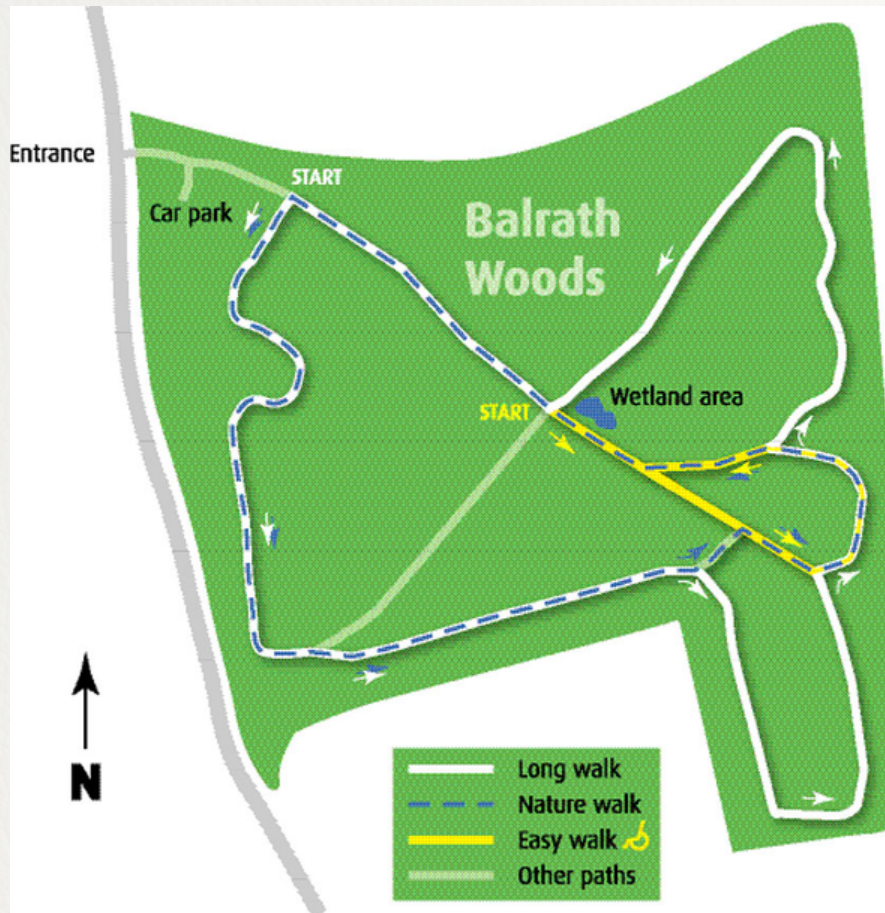 Entrance
START
Car park
Balrath
Woods
START
Wetland area
N
Long walk
Nature walk
Easy walk
Other paths